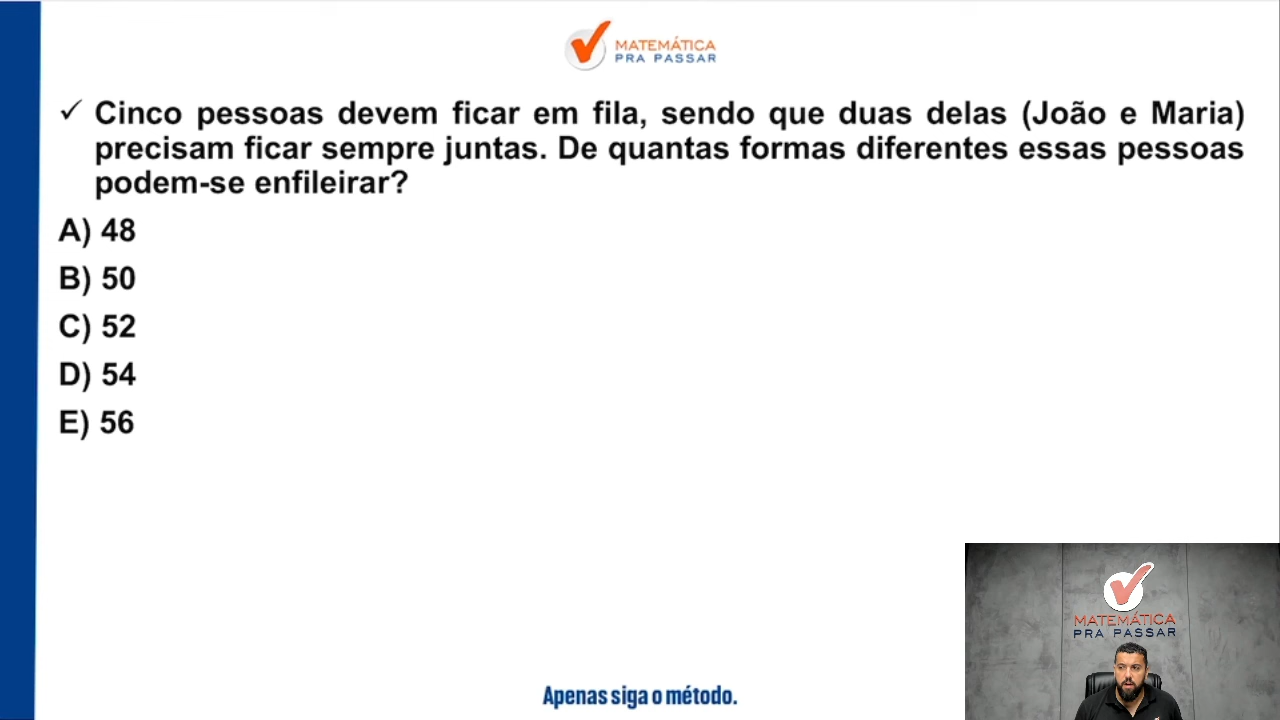 MATEMÁTICA
PRA PASSAR
✓ Cinco pessoas devem ficar em fila, sendo que duas delas (João e Maria)
precisam ficar sempre juntas. De quantas formas diferentes essas pessoas
podem-se enfileirar?
A) 48
B) 50
C) 52
D) 54
E) 56
MATEMÁTICA
PRA PASSAR
Apenas siga o método.